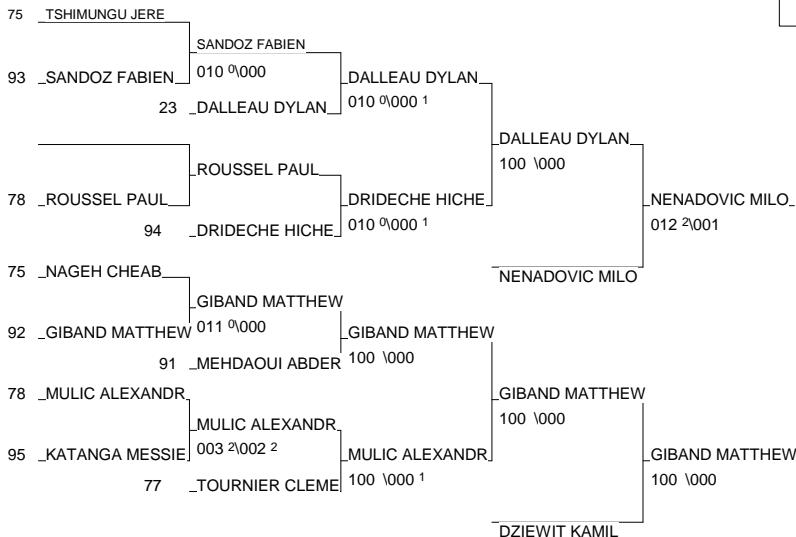 75 TSHIMUNGU JERE
SANDOZ FABIEN
010 0\000
93 SANDOZ FABIEN
DALLEAU DYLAN
010 0\000 1
23 DALLEAU DYLAN
DALLEAU DYLAN
100 \000
ROUSSEL PAUL
78 ROUSSEL PAUL
DRIDECHE HICHE
010 0\000 1
NENADOVIC MILO
012 2\001
94 DRIDECHE HICHE
75 NAGEH CHEAB
NENADOVIC MILO
GIBAND MATTHEW
011 0\000
92 GIBAND MATTHEW
GIBAND MATTHEW
100 \000
91 MEHDAOUI ABDER
78 MULIC ALEXANDR
GIBAND MATTHEW
100 \000
MULIC ALEXANDR
003 2\002 2
95 KATANGA MESSIE
MULIC ALEXANDR
100 \000 1
GIBAND MATTHEW
100 \000
77 TOURNIER CLEME
DZIEWIT KAMIL